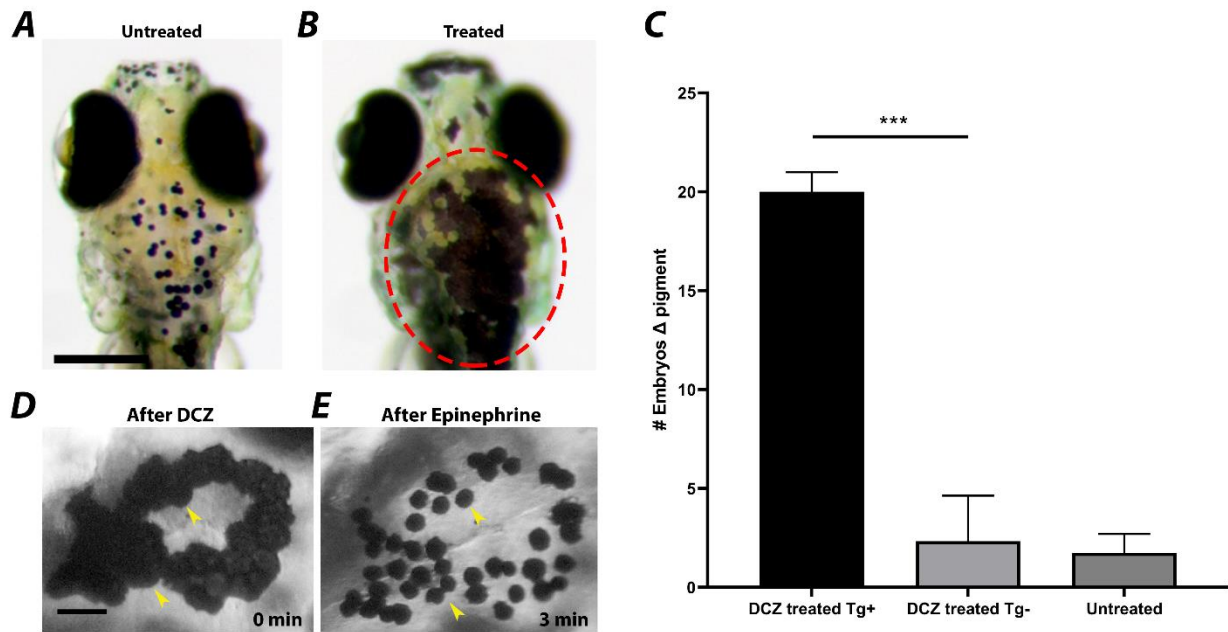 A
Untreated
B
Treated
C
# Embryos Δ pigment
25
20
15
10
5
0
***
DCZ treated Tg+
DCZ treated Tg-
Untreated
D
After DCZ
0 min
E
After Epinephrine
3 min